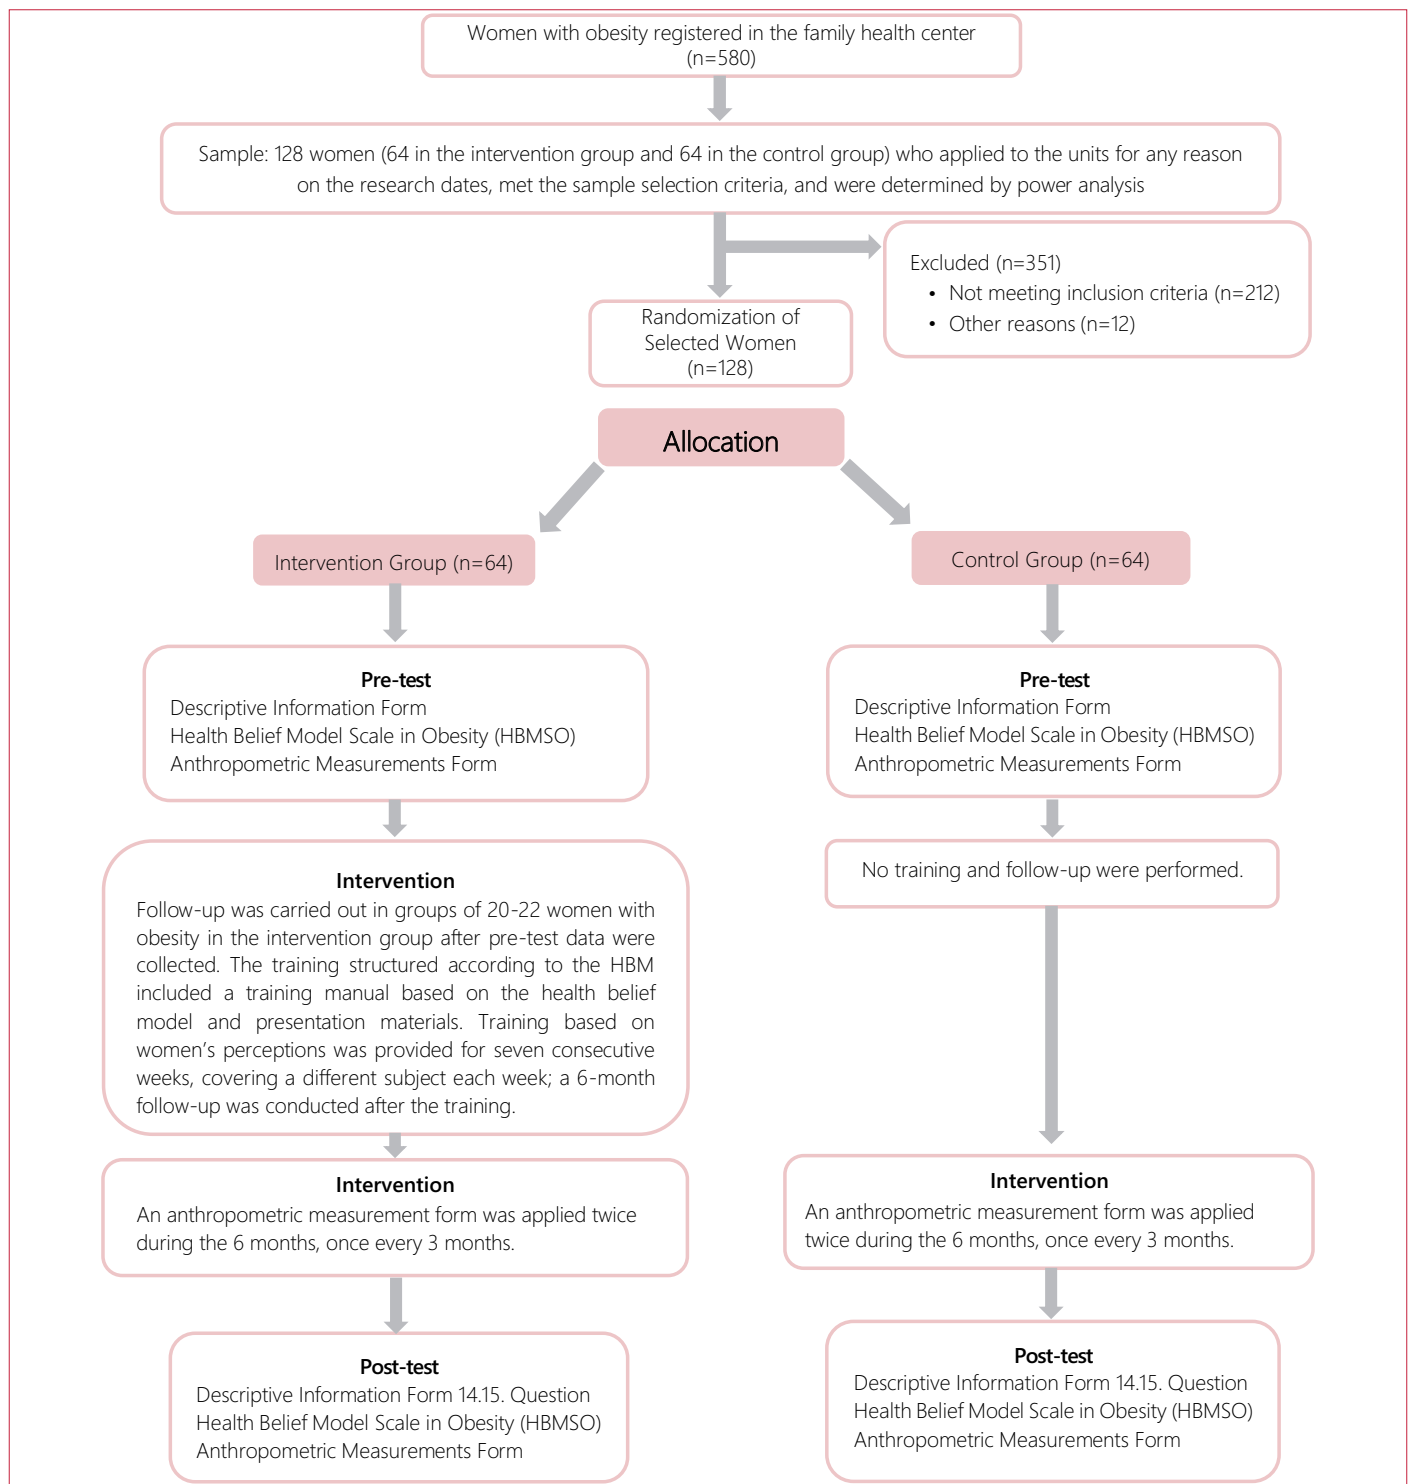 Women with obesity registered in the family health center
(n=580)
Sample: 128 women (64 in the intervention group and 64 in the control group) who applied to the units for any reason
on the research dates, met the sample selection criteria, and were determined by power analysis
Excluded (n=351)
• Not meeting inclusion criteria (n=212)
• Other reasons (n=12)
Randomization of
Selected Women
(n=128)
Allocation
Intervention Group (n=64)
Control Group (n=64)
Pre-test
Descriptive Information Form
Health Belief Model Scale in Obesity (HBMSO)
Anthropometric Measurements Form
Pre-test
Descriptive Information Form
Health Belief Model Scale in Obesity (HBMSO)
Anthropometric Measurements Form
Intervention
Follow-up was carried out in groups of 20-22 women with
obesity in the intervention group after pre-test data were
collected. The training structured according to the HBM
included a training manual based on the health belief
model and presentation materials. Training based on
women's perceptions was provided for seven consecutive
weeks, covering a different subject each week; a 6-month
follow-up was conducted after the training.
No training and follow-up were performed.
Intervention
An anthropometric measurement form was applied twice
during the 6 months, once every 3 months.
Intervention
An anthropometric measurement form was applied
twice during the 6 months, once every 3 months.
Post-test
Descriptive Information Form 14.15. Question
Health Belief Model Scale in Obesity (HBMSO)
Anthropometric Measurements Form
Post-test
Descriptive Information Form 14.15. Question
Health Belief Model Scale in Obesity (HBMSO)
Anthropometric Measurements Form